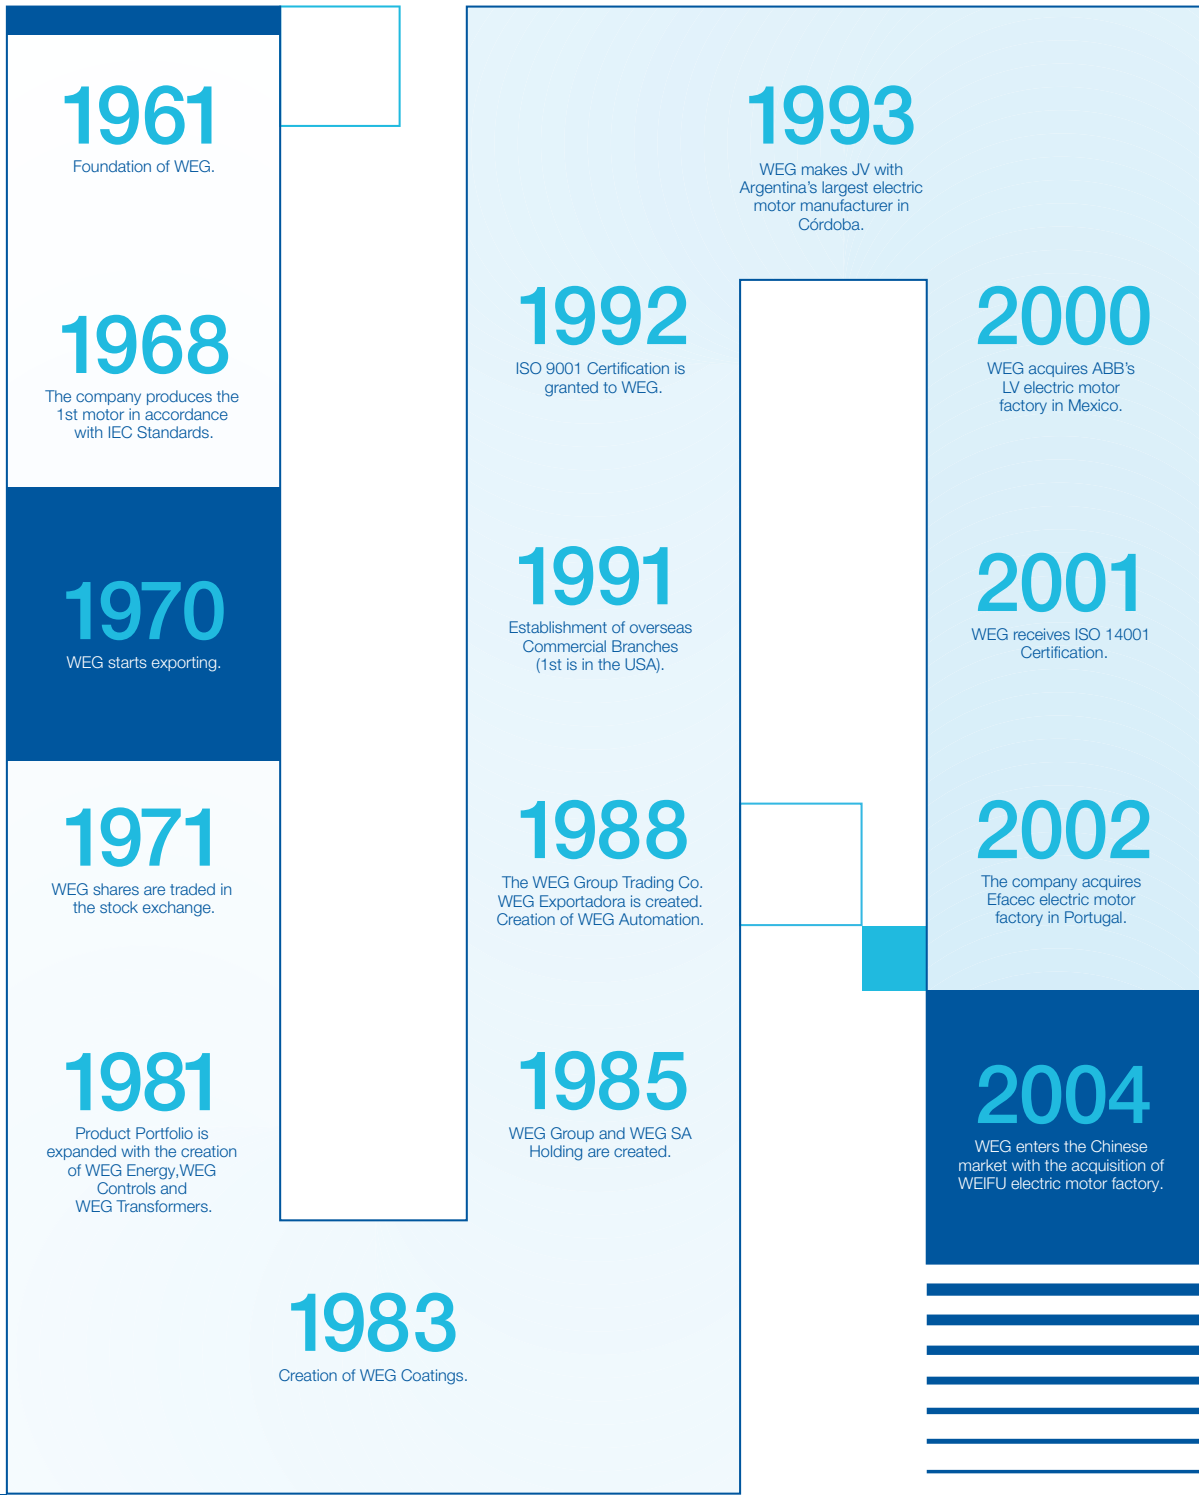 1961
Foundation of WEG.
1968
The company produces the
1st motor in accordance
with IEC Standards.
1970
WEG starts exporting.
1971
WEG shares are traded in
the stock exchange.
1981
Product Portfolio is
expanded with the creation
of WEG Energy,WEG
Controls and
WEG Transformers.
1983
Creation of WEG Coatings.
1985
WEG Group and WEG SA
Holding are created.
1988
The WEG Group Trading Co.
WEG Exportadora is created.
Creation of WEG Automation.
1991
Establishment of overseas
Commercial Branches
(1st is in the USA).
1992
ISO 9001 Certification is
granted to WEG.
1993
WEG makes JV with
Argentina’s largest electric
motor manufacturer in
Córdoba.
2000
WEG acquires ABB’s
LV electric motor
factory in Mexico.
2001
WEG receives ISO 14001
Certification.
2002
The company acquires
Efacec electric motor
factory in Portugal.
2004
WEG enters the Chinese
market with the acquisition of
WEIFU electric motor factory.